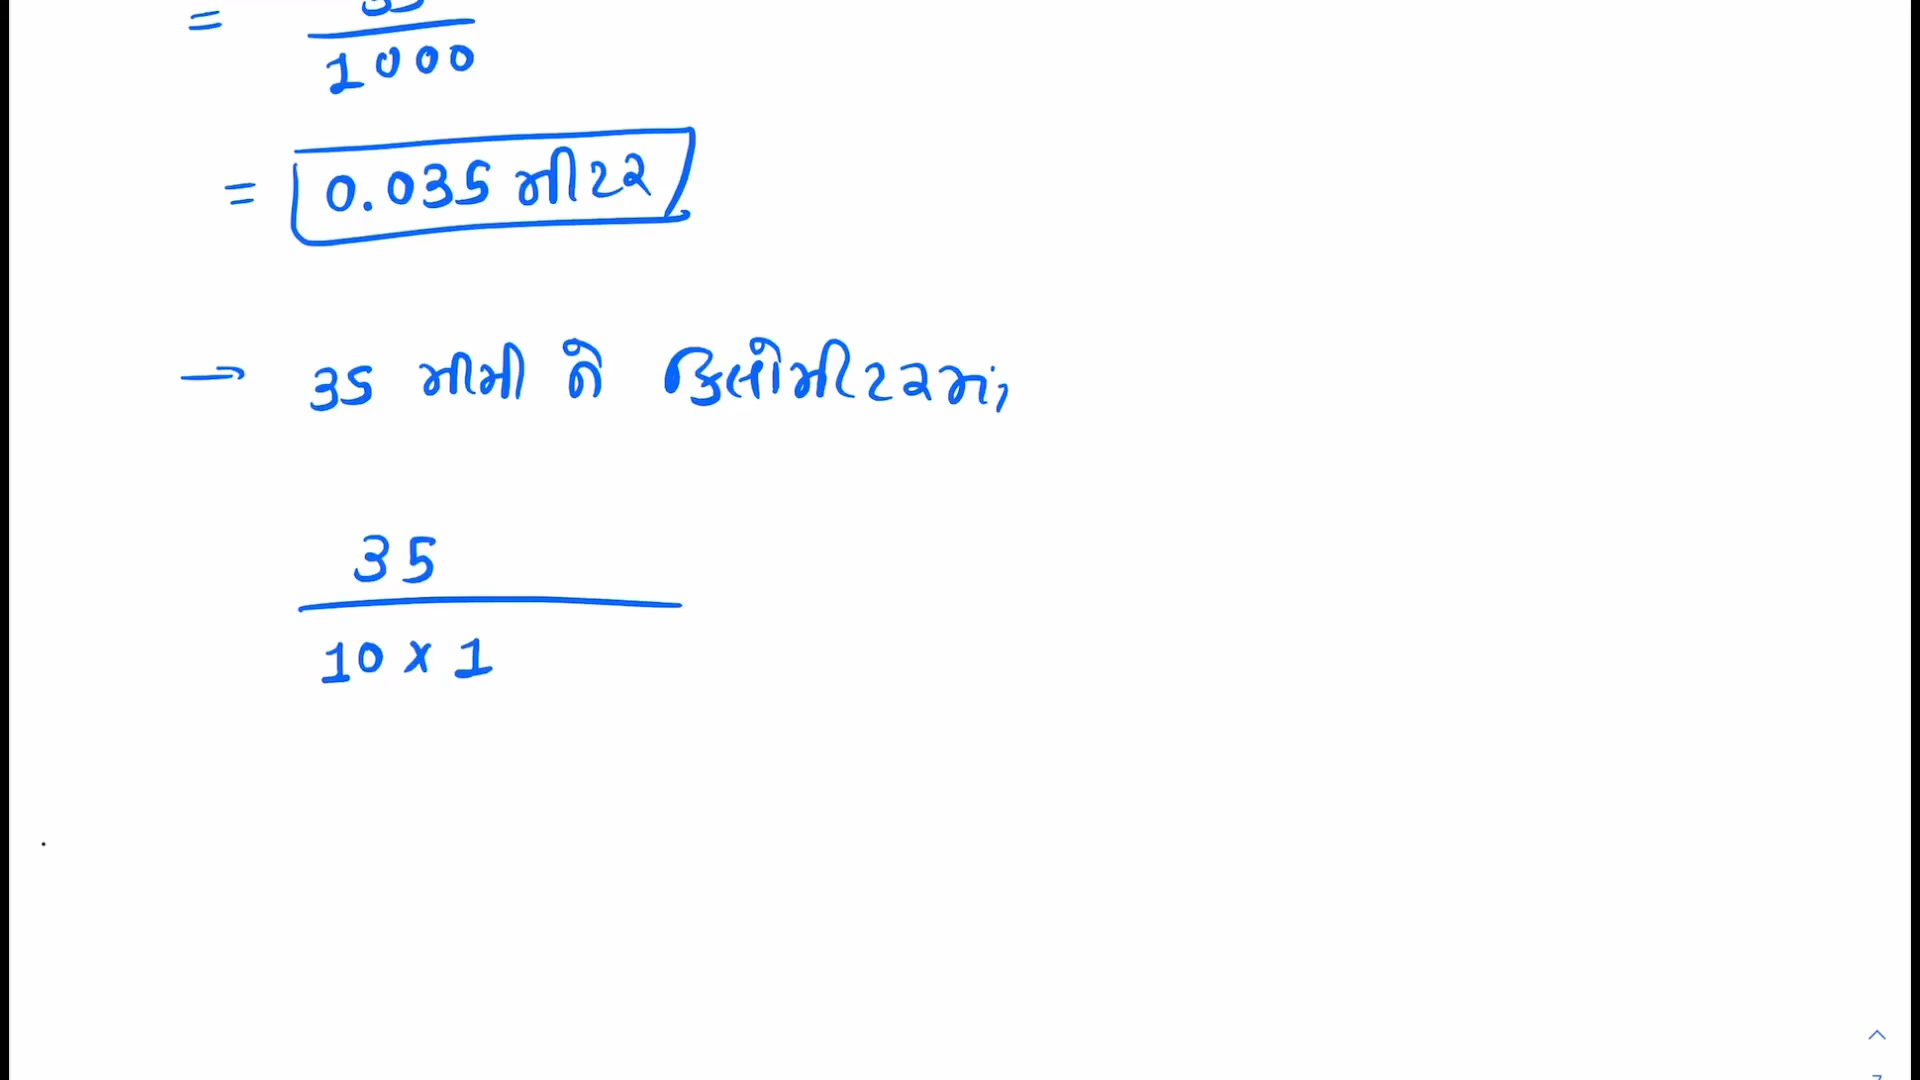 =
1000
= 0.035 મીટર
→ 35 મીમી ને કિલોમીટરમાં,
35
10 × 1